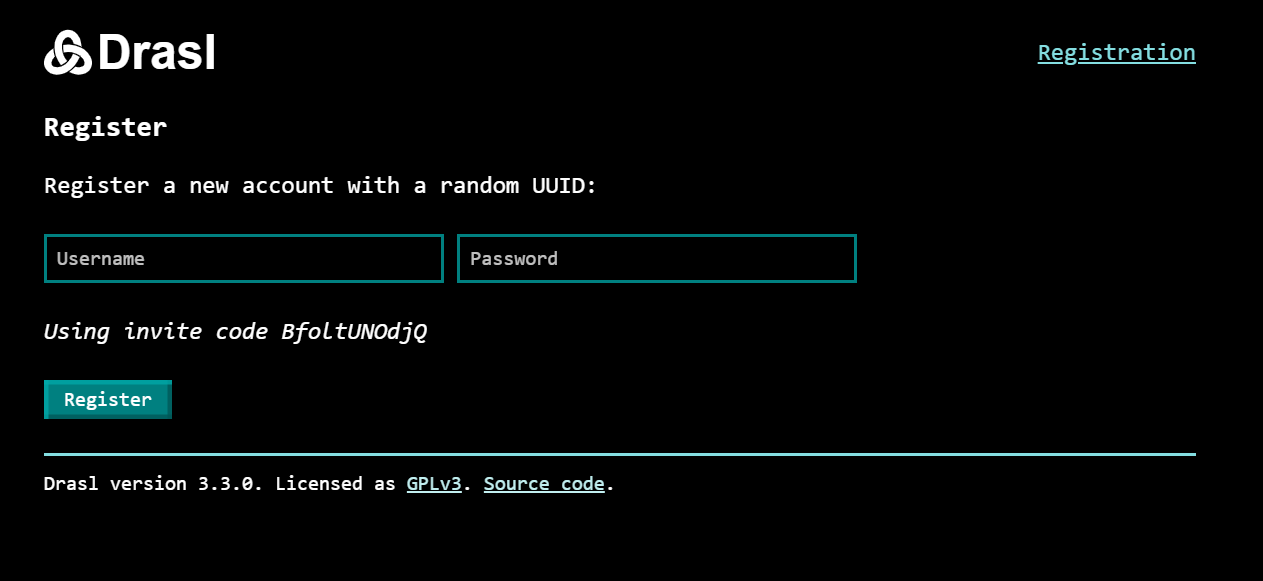 Drasl
Registration
Register
Register a new account with a random UUID:
Username
Password
Using invite code BfoltUNOdjQ
Register
Drasl version 3.3.0. Licensed as GPLv3. Source code.